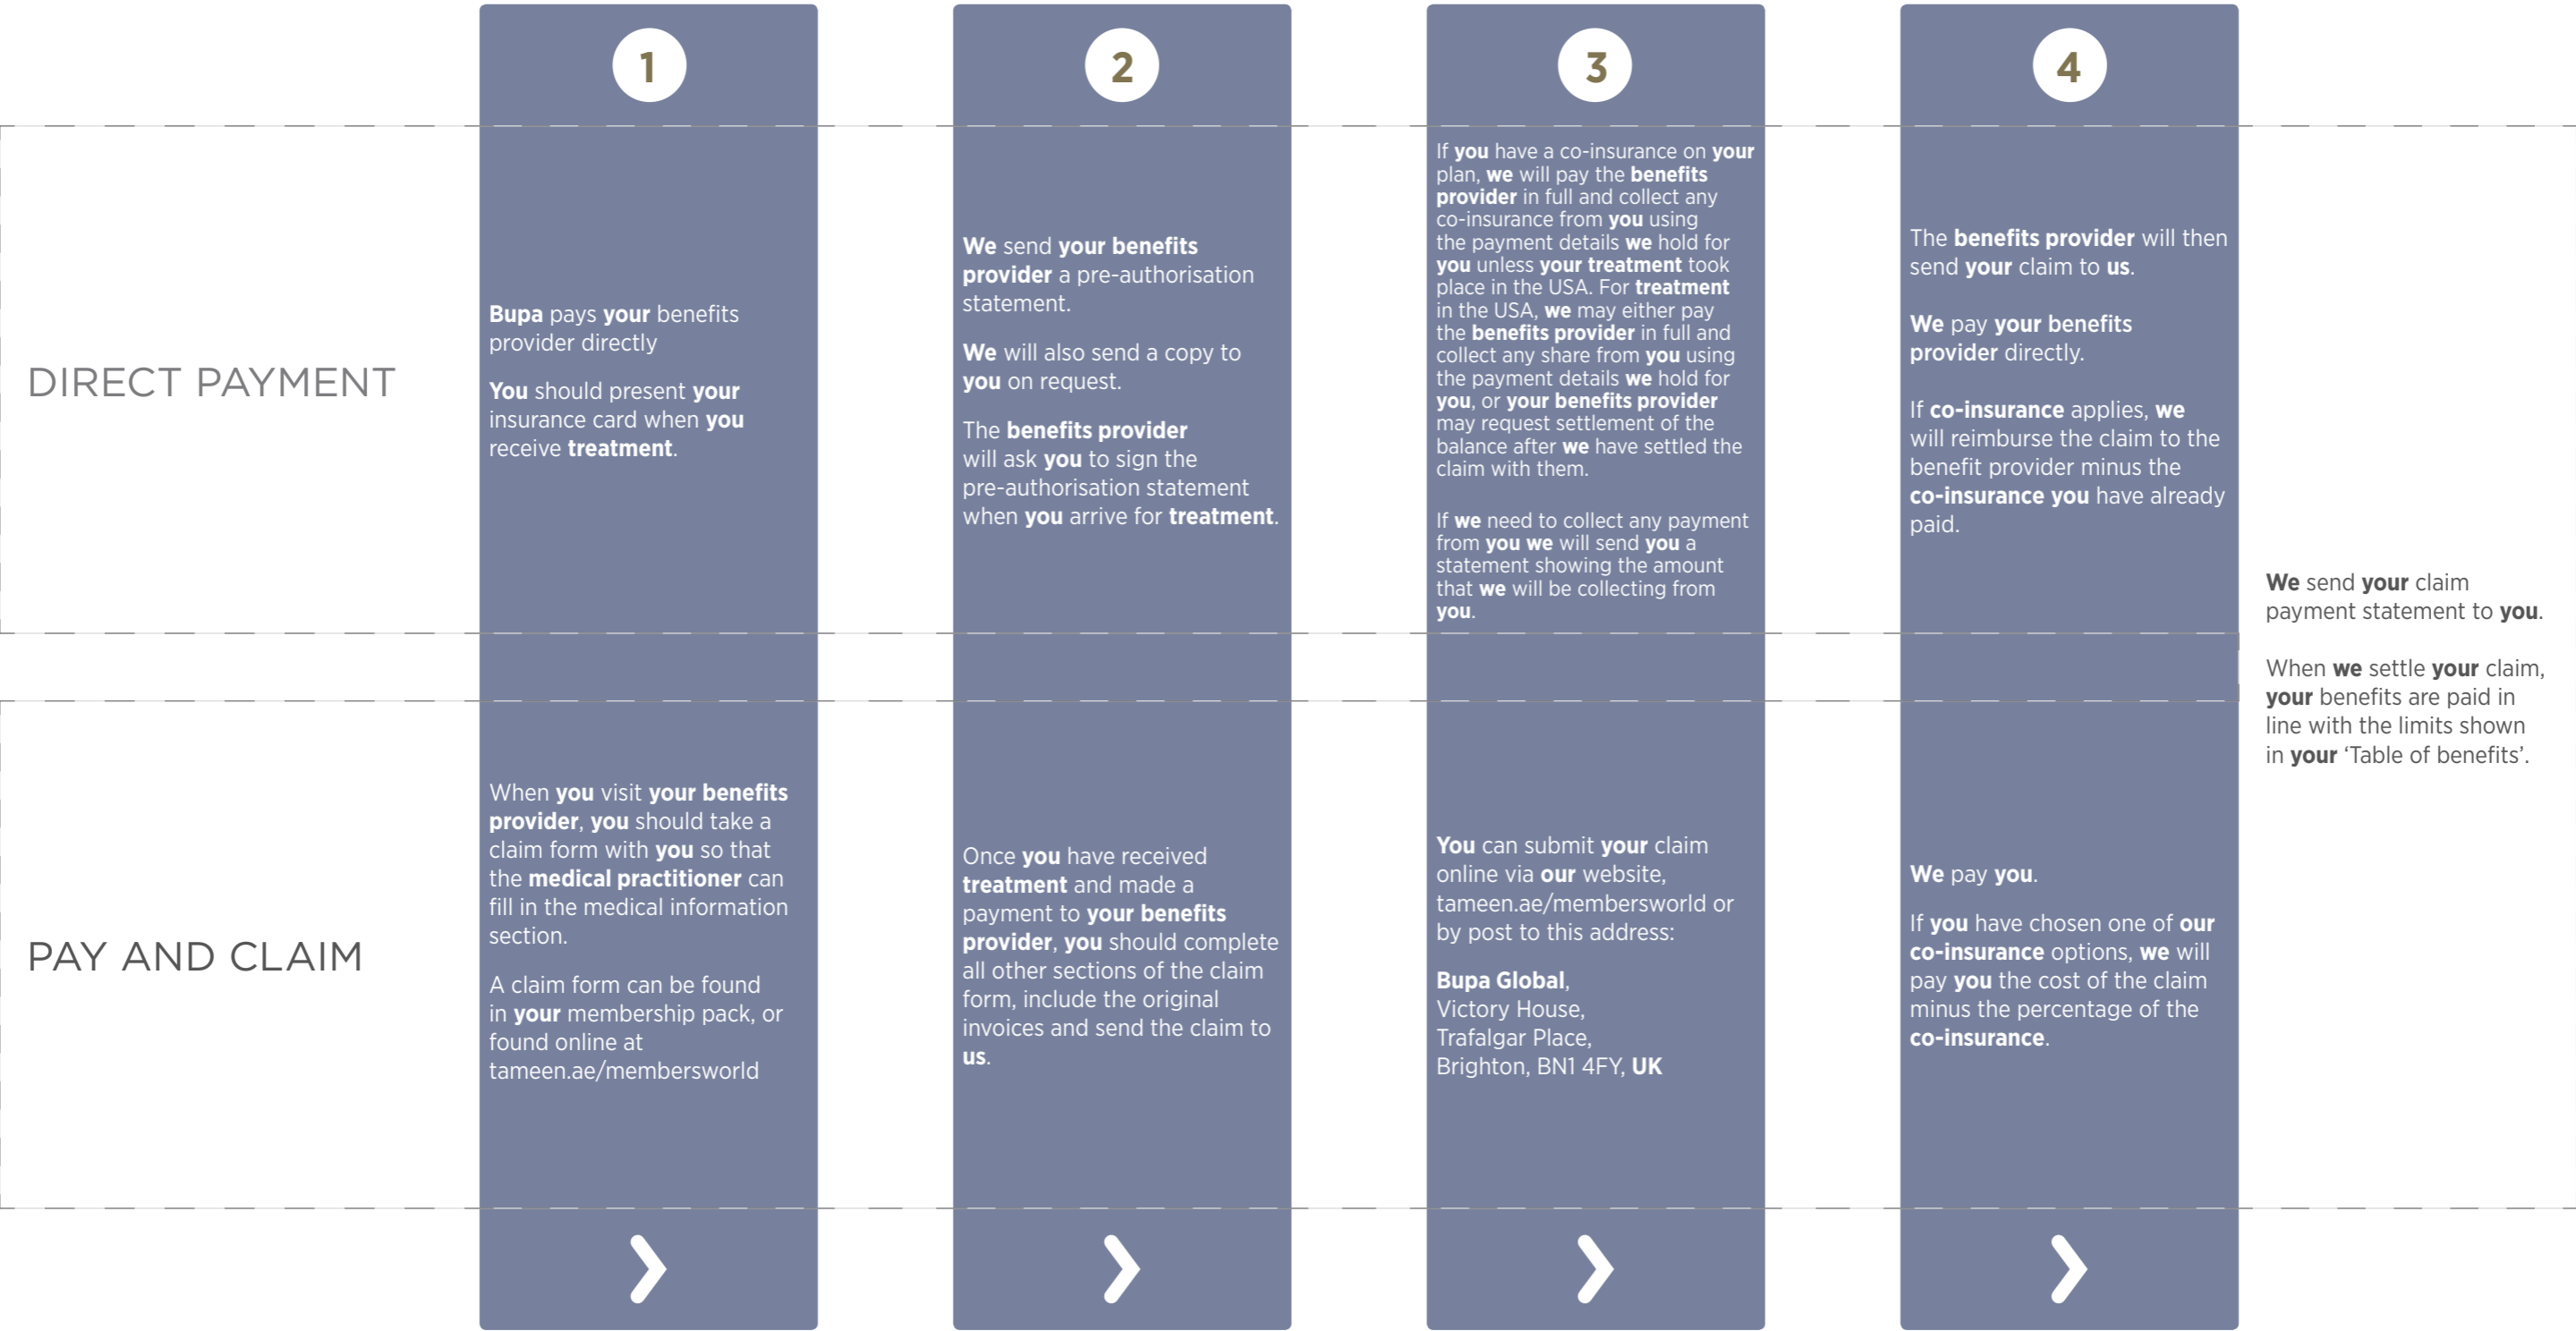 1
2
3
4
DIRECT PAYMENT
Bupa pays your benefits
provider directly
You should present your
insurance card when you
receive treatment.
We send your benefits
provider a pre-authorisation
statement.
We will also send a copy to
you on request.
The benefits provider
will ask you to sign the
pre-authorisation statement
when you arrive for treatment.
If you have a co-insurance on your
plan, we will pay the benefits
provider in full and collect any
co-insurance from you using
the payment details we hold for
you unless your treatment took
place in the USA. For treatment
in the USA, we may either pay
the benefits provider in full and
collect any share from you using
the payment details we hold for
you, or your benefits provider
may request settlement of the
balance after we have settled the
claim with them.
If we need to collect any payment
from you we will send you a
statement showing the amount
that we will be collecting from
you.
The benefits provider will then
send your claim to us.
We pay your benefits
provider directly.
If co-insurance applies, we
will reimburse the claim to the
benefit provider minus the
co-insurance you have already
paid.
PAY AND CLAIM
When you visit your benefits
provider, you should take a
claim form with you so that
the medical practitioner can
fill in the medical information
section.
A claim form can be found
in your membership pack, or
found online at
tameen.ae/membersworld
Once you have received
treatment and made a
payment to your benefits
provider, you should complete
all other sections of the claim
form, include the original
invoices and send the claim to
us.
You can submit your claim
online via our website,
tameen.ae/membersworld or
by post to this address:
Bupa Global,
Victory House,
Trafalgar Place,
Brighton, BN1 4FY, UK
We pay you.
If you have chosen one of our
co-insurance options, we will
pay you the cost of the claim
minus the percentage of the
co-insurance.
We send your claim
payment statement to you.
When we settle your claim,
your benefits are paid in
line with the limits shown
in your ‘Table of benefits’.